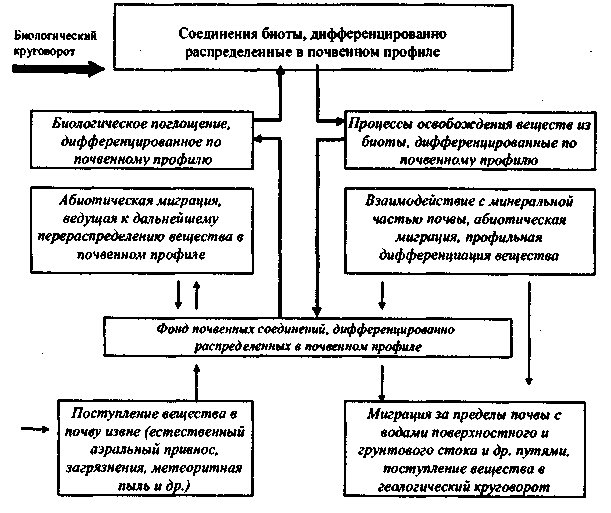 Биологический
круговорот
Соединения биоты, дифференцированно
распределенные в почвенном профиле
Биологическое поглощение,
дифференцированное по
почвенному профилю
Процессы освобождения веществ из
биоты, дифференцированные по
почвенному профилю
Абиотическая миграция,
ведущая к дальнейшему
перераспределению вещества в
почвенном профиле
Взаимодействие с минеральной
частью почвы, абиотическая
миграция, профильная
дифференциация вещества
Фонд почвенных соединений, дифференцированно
распределенных в почвенном профиле
Поступление вещества в
почву извне (естественный
аэральный привнос,
загрязнения, метеоритная
пыль и др.)
Миграция за пределы почвы с
водами поверхностного и
грунтового стока и др. путями,
поступление вещества в
геологический круговорот